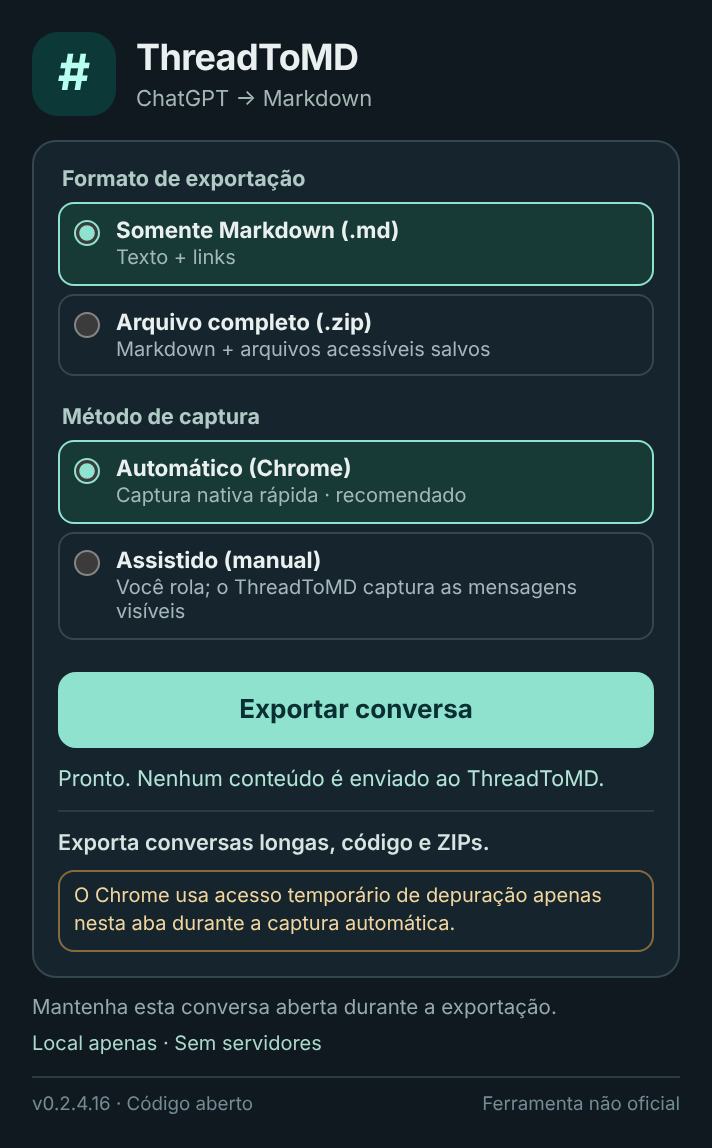 #
ThreadToMD
ChatGPT → Markdown
Formato de exportação
Somente Markdown (.md)
Texto + links
Arquivo completo (.zip)
Markdown + arquivos acessíveis salvos
Método de captura
Automático (Chrome)
Captura nativa rápida · recomendado
Assistido (manual)
Você rola; o ThreadToMD captura as mensagens
visíveis
Exportar conversa
Pronto. Nenhum conteúdo é enviado ao ThreadToMD.
Exporta conversas longas, código e ZIPs.
O Chrome usa acesso temporário de depuração apenas
nesta aba durante a captura automática.
Mantenha esta conversa aberta durante a exportação.
Local apenas · Sem servidores
v0.2.4.16 · Código aberto
Ferramenta não oficial